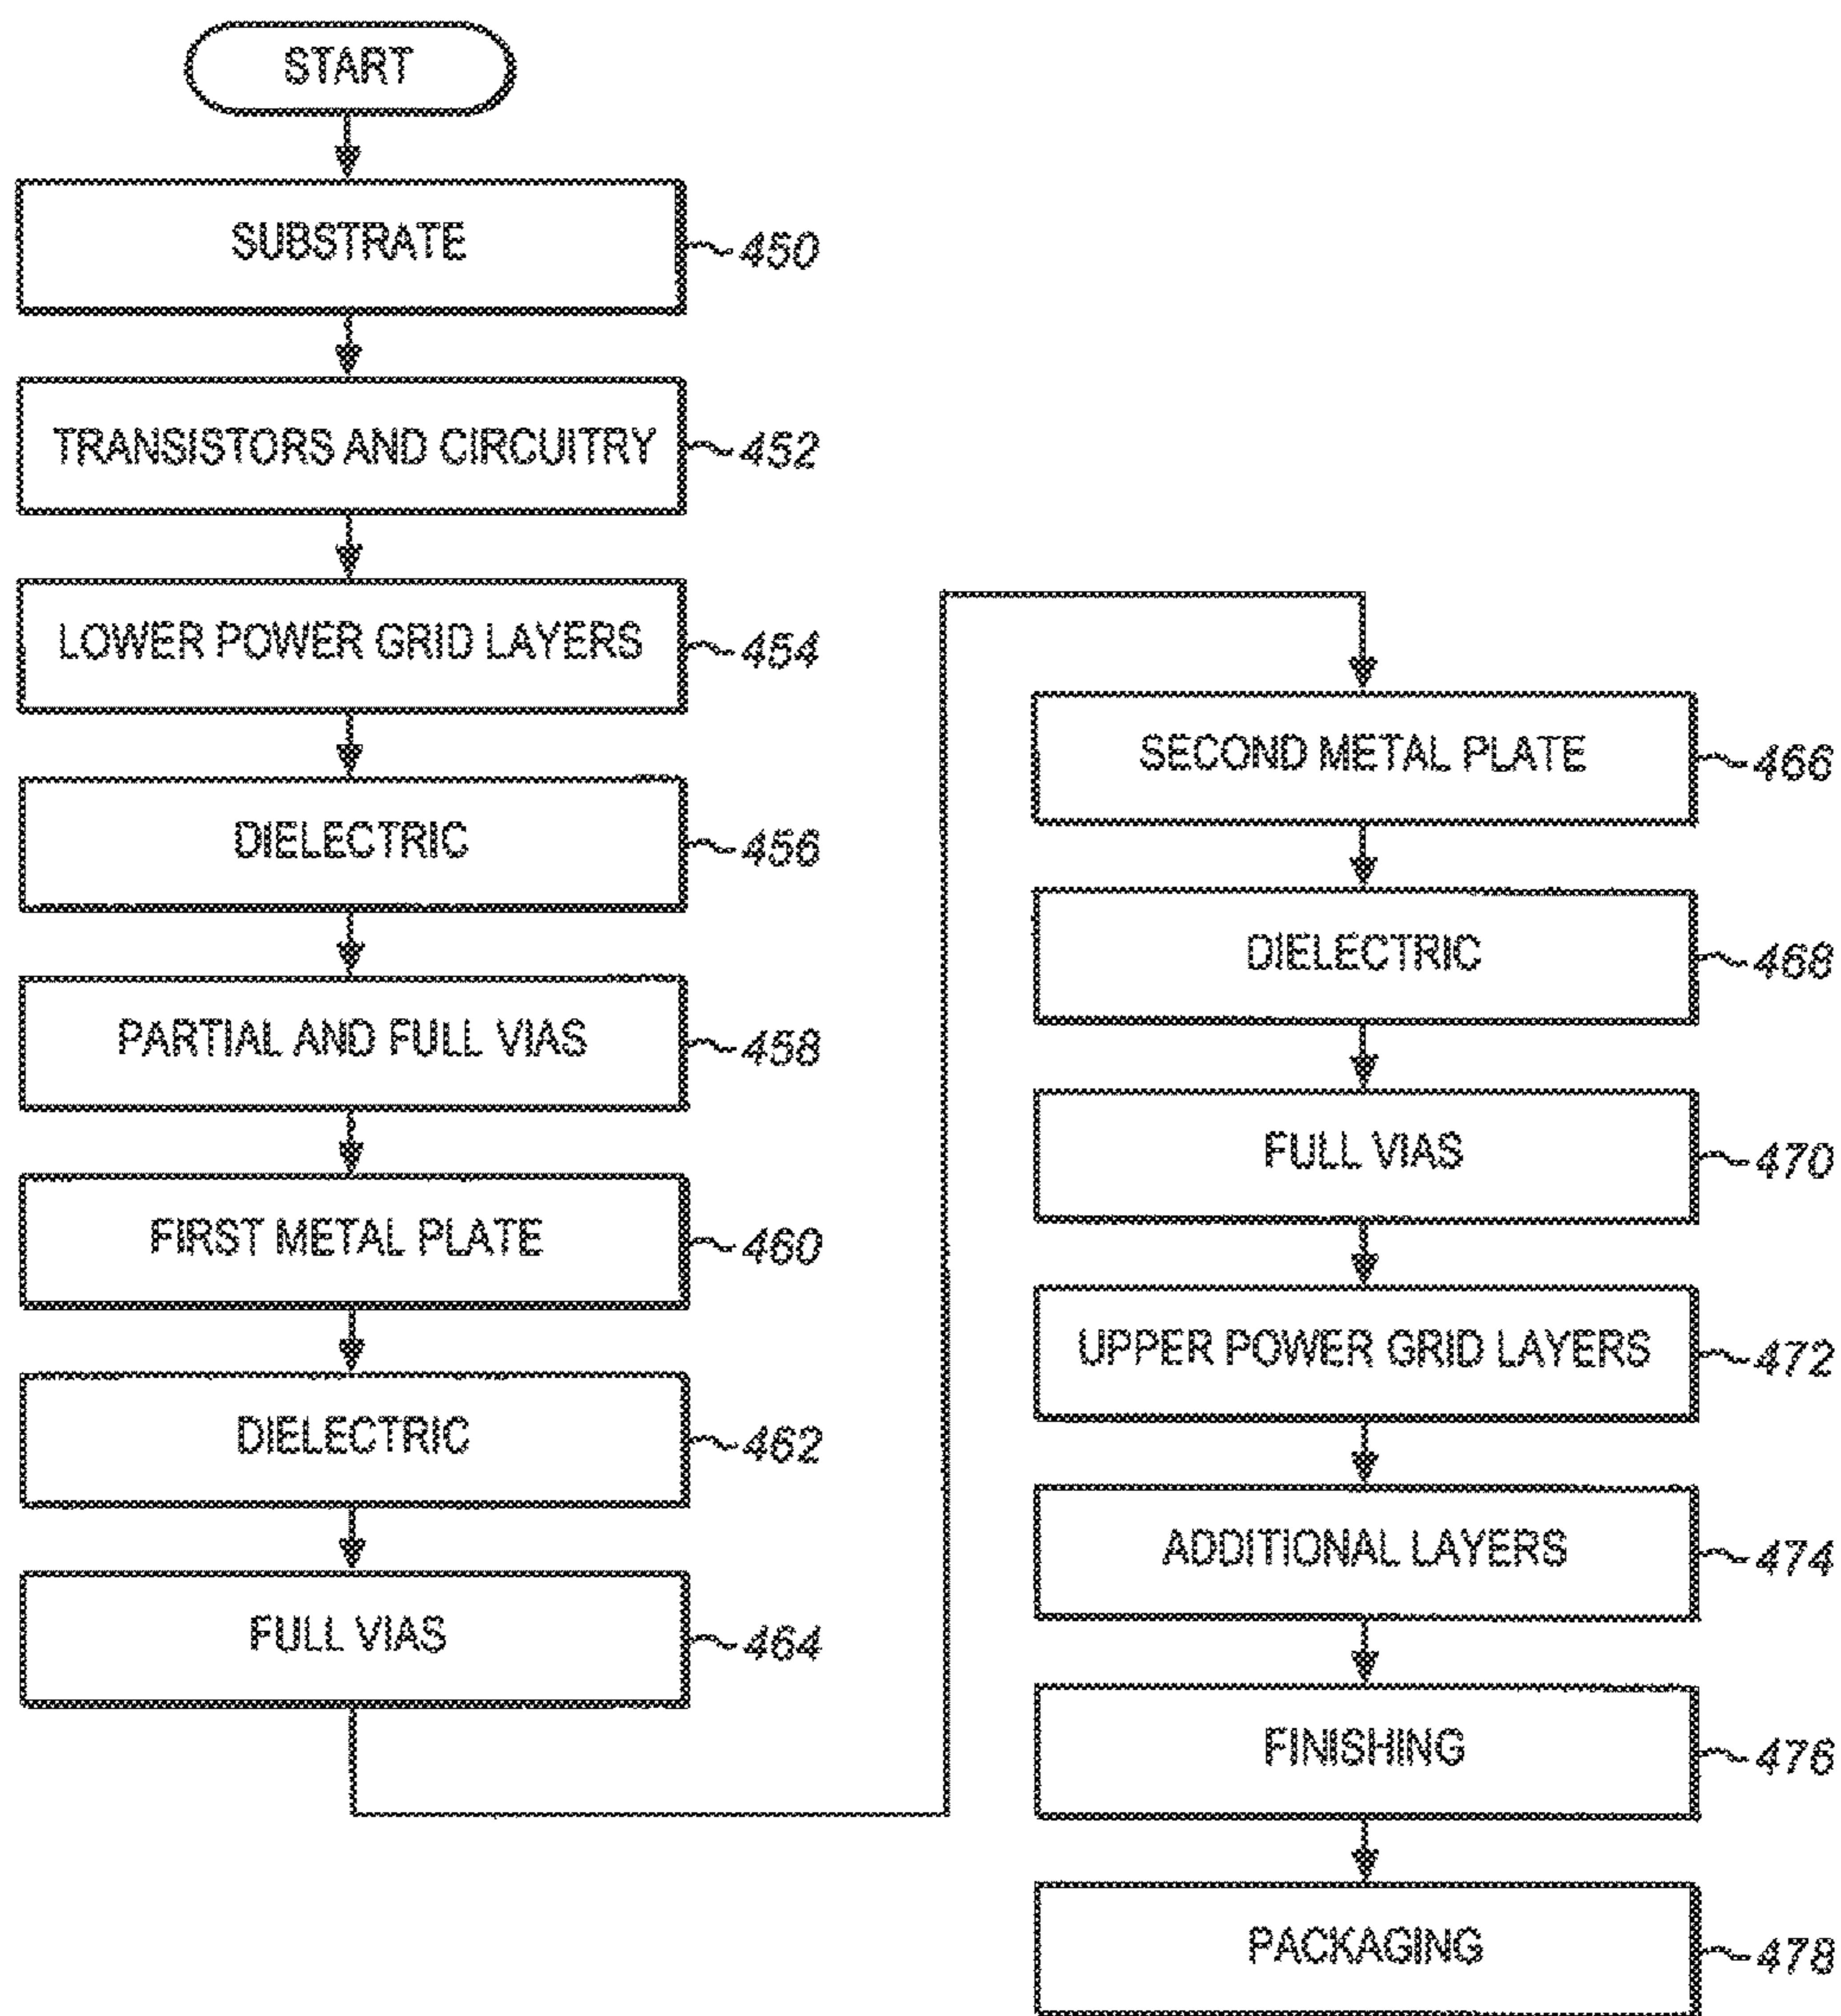 START
SUBSTRATE
450
TRANSISTORS AND CIRCUITRY
452
LOWER POWER GRID LAYERS
454
DIELECTRIC
456
PARTIAL AND FULL VIAS
458
FIRST METAL PLATE
460
DIELECTRIC
462
FULL VIAS
464
SECOND METAL PLATE
466
DIELECTRIC
468
FULL VIAS
470
UPPER POWER GRID LAYERS
472
ADDITIONAL LAYERS
474
FINISHING
476
PACKAGING
478